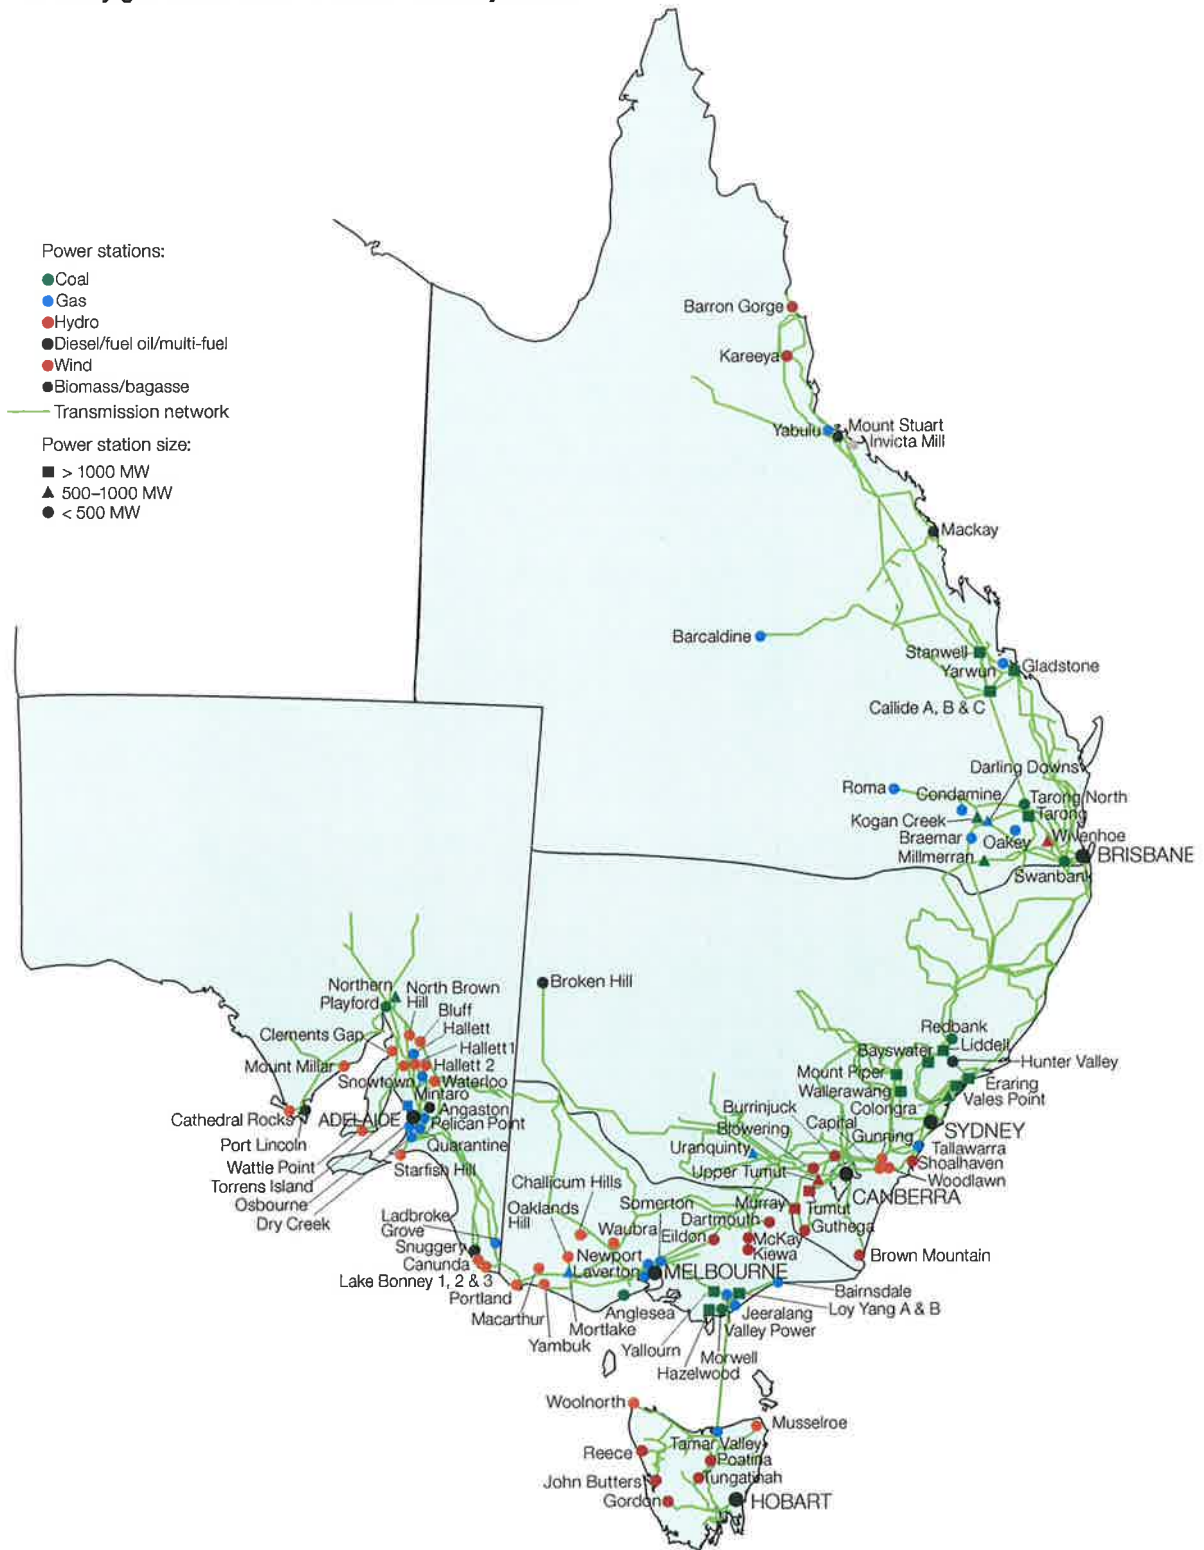 Power stations:
Coal
Gas
Hydro
Diesel/fuel oil/multi-fuel
Wind
Biomass/bagasse
Transmission network
Power station size:
> 1000 MW
500–1000 MW
< 500 MW
Barron Gorge
Kareeya
Yabulu
Mount Stuart
Invicta Mill
Mackay
Barcaldine
Stanwell
Yarwun
Gladstone
Callide A, B & C
Darling Downs
Roma
Condamine
Tarong North
Tarong
Kogan Creek
Braemar
Oakey
Wivenhoe
Millmerran
BRISBANE
Swanbank
Broken Hill
Northern
Playford
North Brown
Hill
Bluff
Hallett
Clements Gap
Hallett 1
Mount Millar
Hallett 2
Snowtown
Waterloo
Mintaro
Angaston
Cathedral Rocks
ADELAIDE
Pelican Point
Port Lincoln
Quarantine
Wattle Point
Starfish Hill
Torrens Island
Osbourne
Dry Creek
Redbank
Liddell
Bayswater
Hunter Valley
Mount Piper
Eraring
Wallerawang
Vales Point
Colongra
Burrinjuck
Capital
Blowering
Gunning
SYDNEY
Uranquinty
Tallawarra
Shoalhaven
Upper Tumut
Woodlawn
CANBERRA
Challicum Hills
Somerton
Murray
Tumut
Oaklands
Hill
Dartmouth
Guthega
Ladbroke
Grove
Waubra
Eildon
McKay
Snuggery
Newport
Kiewa
Brown Mountain
Canunda
Laverton
MELBOURNE
Lake Bonney 1, 2 & 3
Bairnsdale
Portland
Anglesea
Jeeralang
Loy Yang A & B
Macarthur
Mortlake
Valley Power
Yambuk
Yallourn
Morwell
Hazelwood
Woolnorth
Musselroe
Tamar Valley
Reece
Poatina
John Butters
Tungatinah
Gordon
HOBART